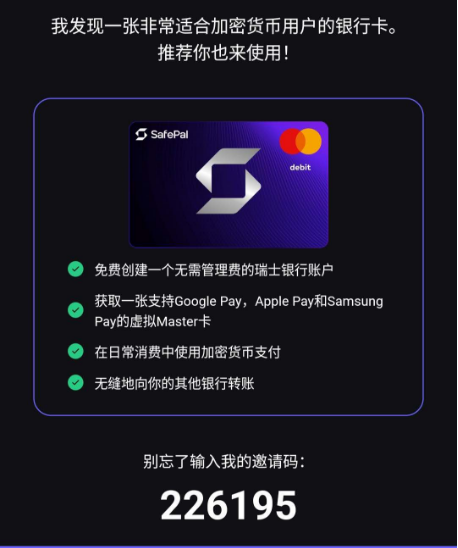 我发现一张非常适合加密货币用户的银行卡。
推荐你也来使用！
SafePal
debit
免费创建一个无需管理费的瑞士银行账户
获取一张支持Google Pay，Apple Pay和Samsung
Pay的虚拟Master卡
在日常消费中使用加密货币支付
无缝地向你的其他银行转账
别忘了输入我的邀请码：
226195